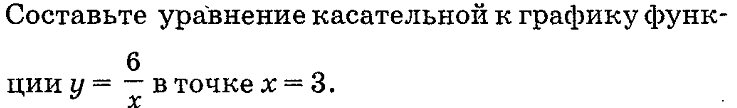 Составьте уравнение касательной к графику функ-
ции y = 6/x в точке x = 3.